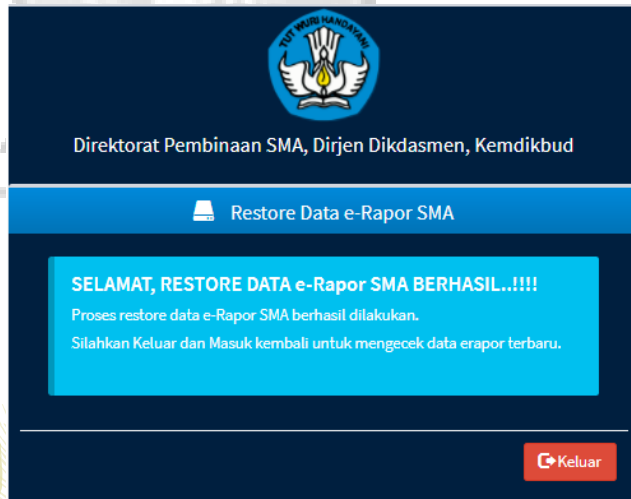 TUT WURI HANDAYANI
Direktorat Pembinaan SMA, Dirjen Dikdasmen, Kemdikbud
Restore Data e-Rapor SMA
SELAMAT, RESTORE DATA e-Rapor SMA BERHASIL..!!!!
Proses restore data e-Rapor SMA berhasil dilakukan.
Silahkan Keluar dan Masuk kembali untuk mengecek data erapor terbaru.
Keluar